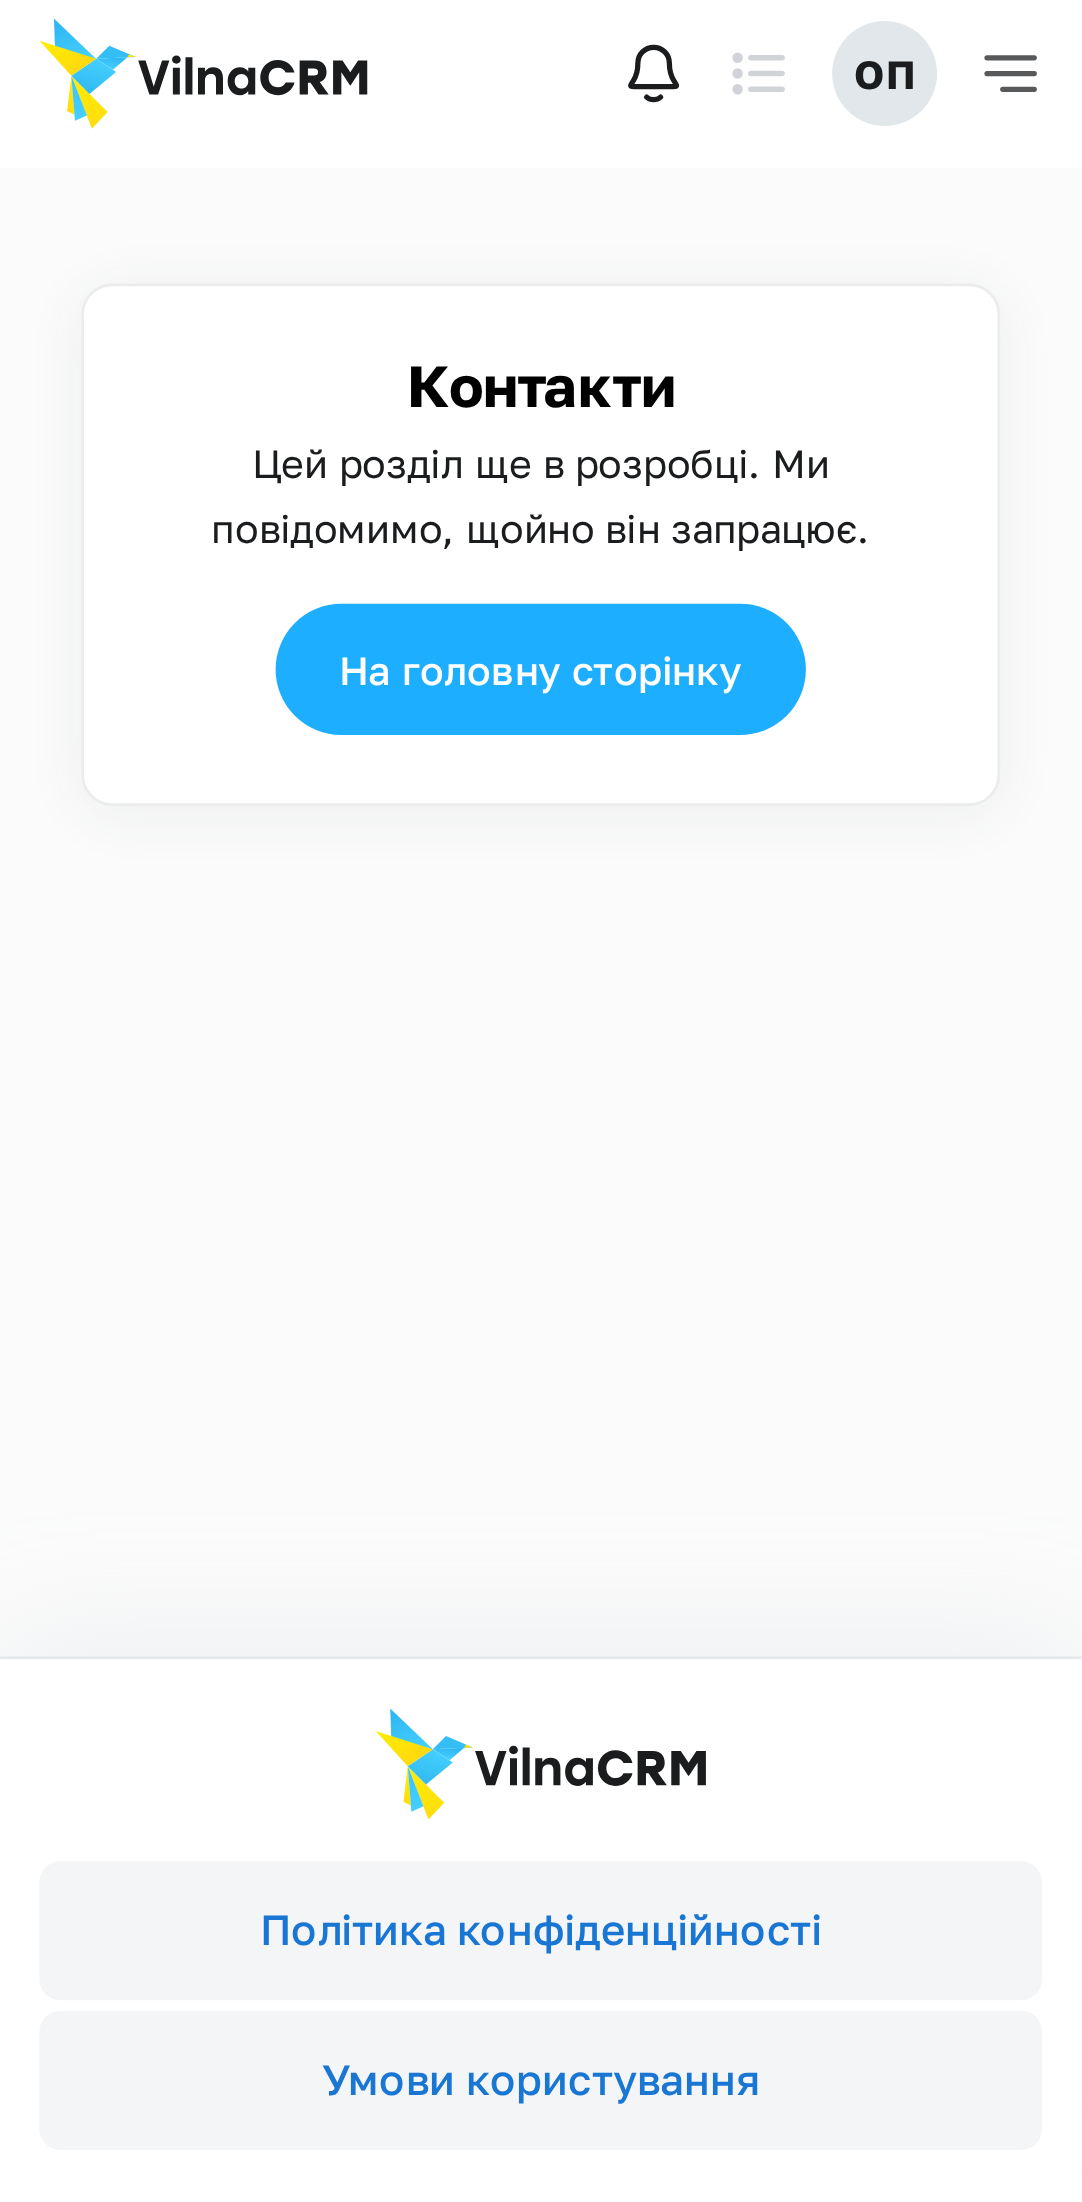 VilnaCRM
ОП
Контакти
Цей розділ ще в розробці. Ми
повідомимо, щойно він запрацює.
На головну сторінку
VilnaCRM
Політика конфіденційності
Умови користування